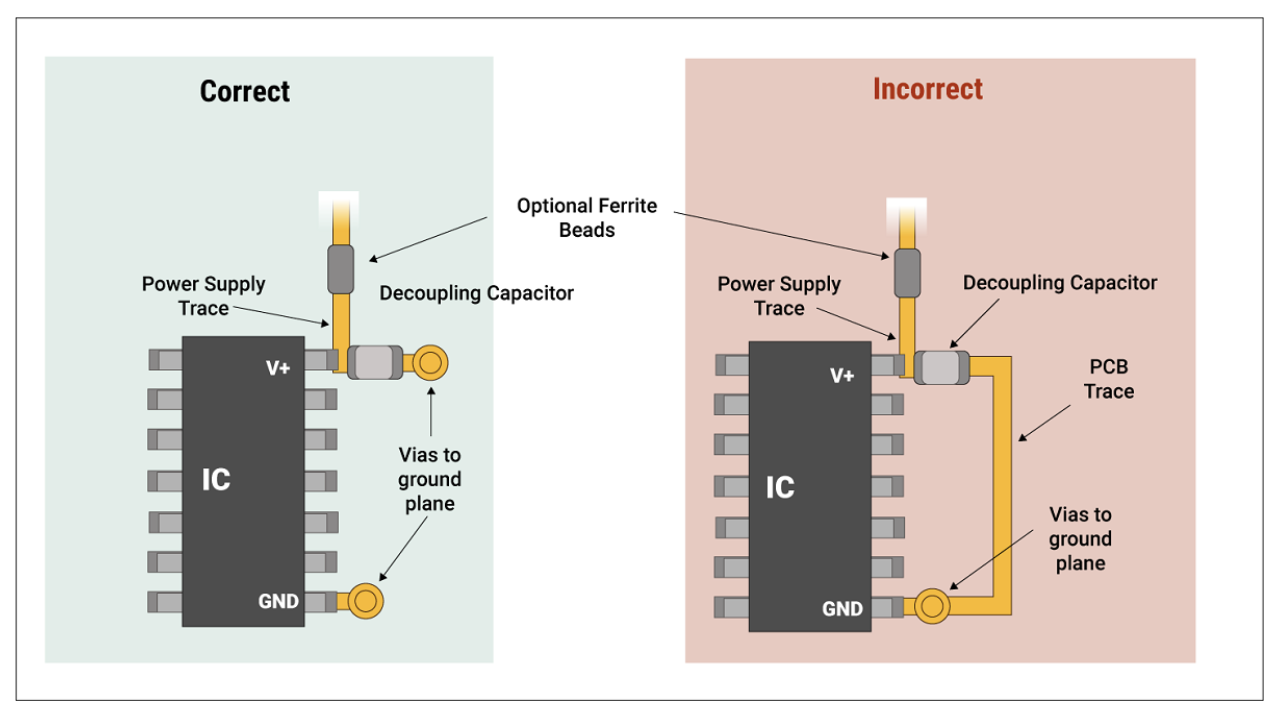 Correct
Incorrect
Optional Ferrite
Beads
Power Supply
Trace
Decoupling Capacitor
V+
IC
Vias to
ground
plane
GND
Power Supply
Trace
Decoupling Capacitor
V+
PCB
Trace
IC
Vias to
ground
plane
GND